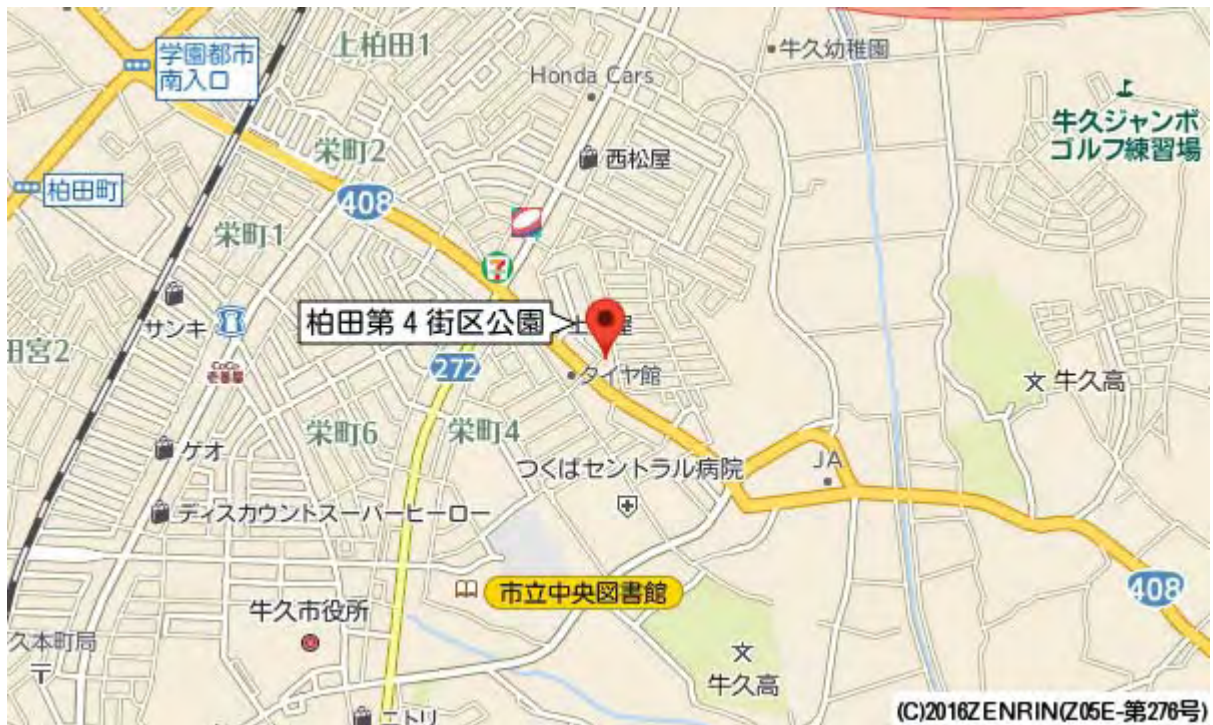 学園都市
南入口
上柏田1
牛久幼稚園
Honda Cars
牛久ジャンボ
ゴルフ練習場
栄町2
西松屋
柏田町
408
栄町1
7
柏田第4街区公園
サンキ
田宮2
CoCo
壱番屋
272
タイヤ館
牛久高
栄町6
栄町4
ゲオ
つくばセントラル病院
JA
ディスカウントスーパーヒーロー
市立中央図書館
408
牛久市役所
久本町局
牛久高
ニトリ
(C)2016ZENRIN(Z05E-第276号)